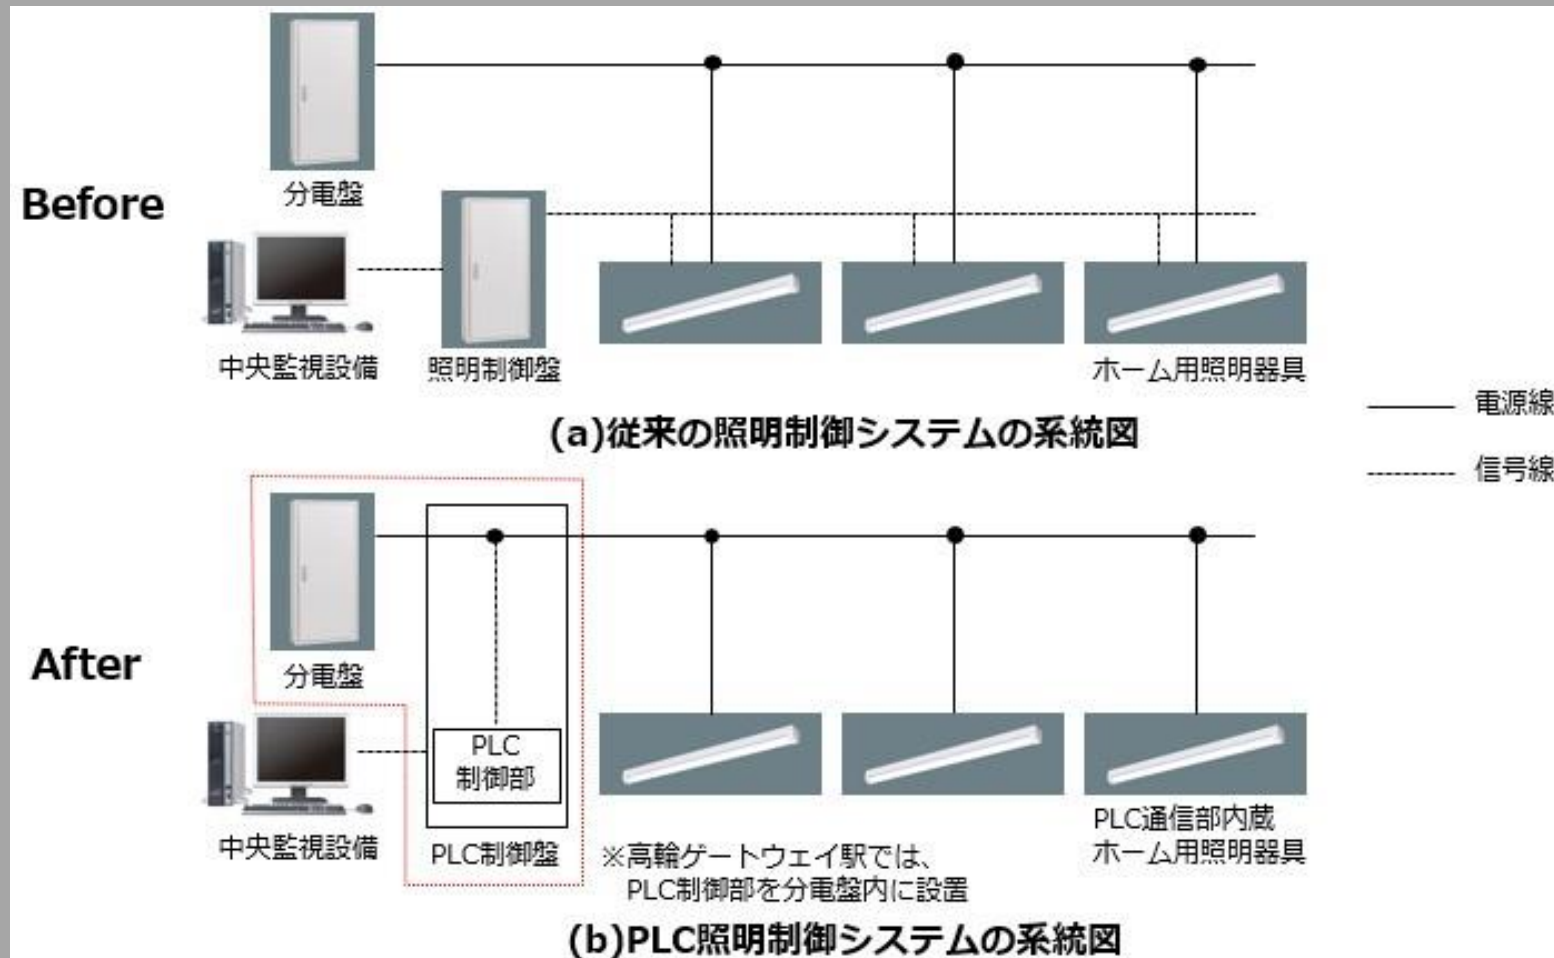 Before
分電盤
中央監視設備
照明制御盤
ホーム用照明器具
電源線
信号線
(a)従来の照明制御システムの系統図
After
分電盤
中央監視設備
PLC
制御部
PLC制御盤
PLC通信部内蔵
ホーム用照明器具
※高輪ゲートウェイ駅では、
PLC制御部を分電盤内に設置
(b)PLC照明制御システムの系統図